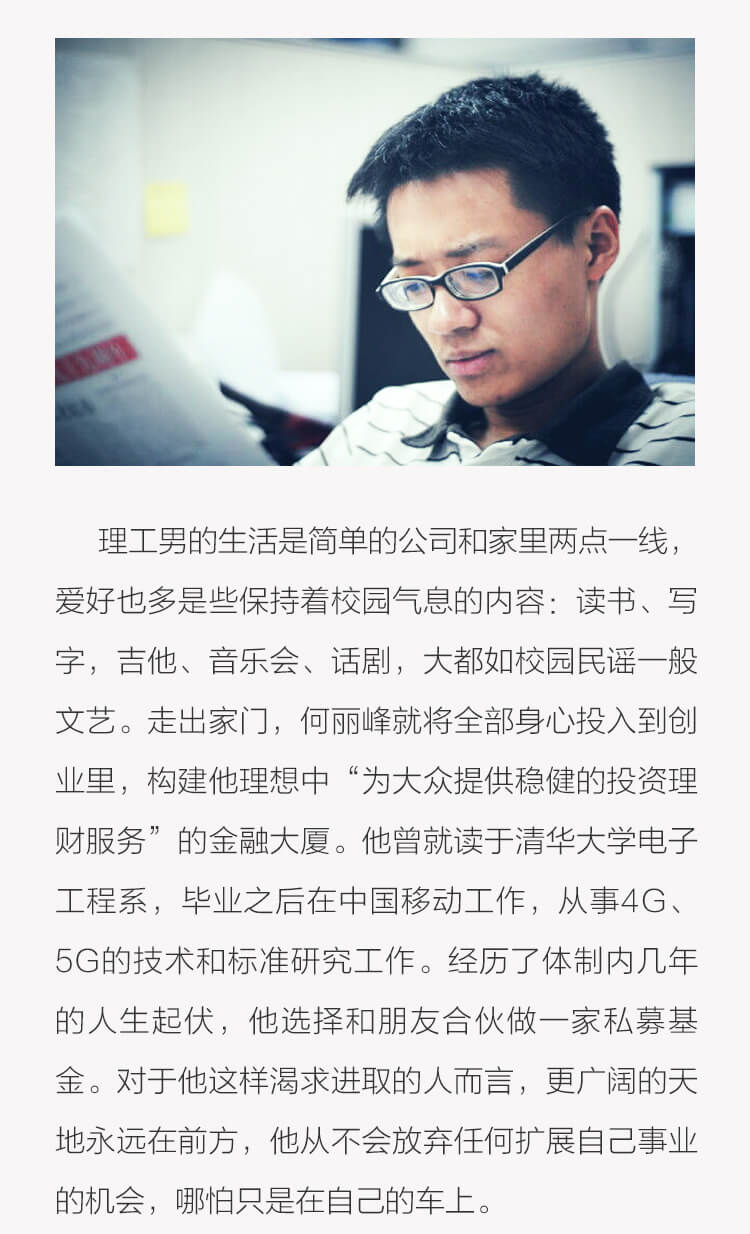 理工男的生活是简单的公司和家里两点一线，
爱好也多是些保持着校园气息的内容：读书、写
字，吉他、音乐会、话剧，大都如校园民谣一般
文艺。走出家门，何丽峰就将全部身心投入到创
业里，构建他理想中“为大众提供稳健的投资理
财服务”的金融大厦。他曾就读于清华大学电子
工程系，毕业之后在中国移动工作，从事4G、
5G的技术和标准研究工作。经历了体制内几年
的人生起伏，他选择和朋友合伙做一家私募基
金。对于他这样渴求进取的人而言，更广阔的天
地永远在前方，他从不会放弃任何扩展自己事业
的机会，哪怕只是在自己的车上。